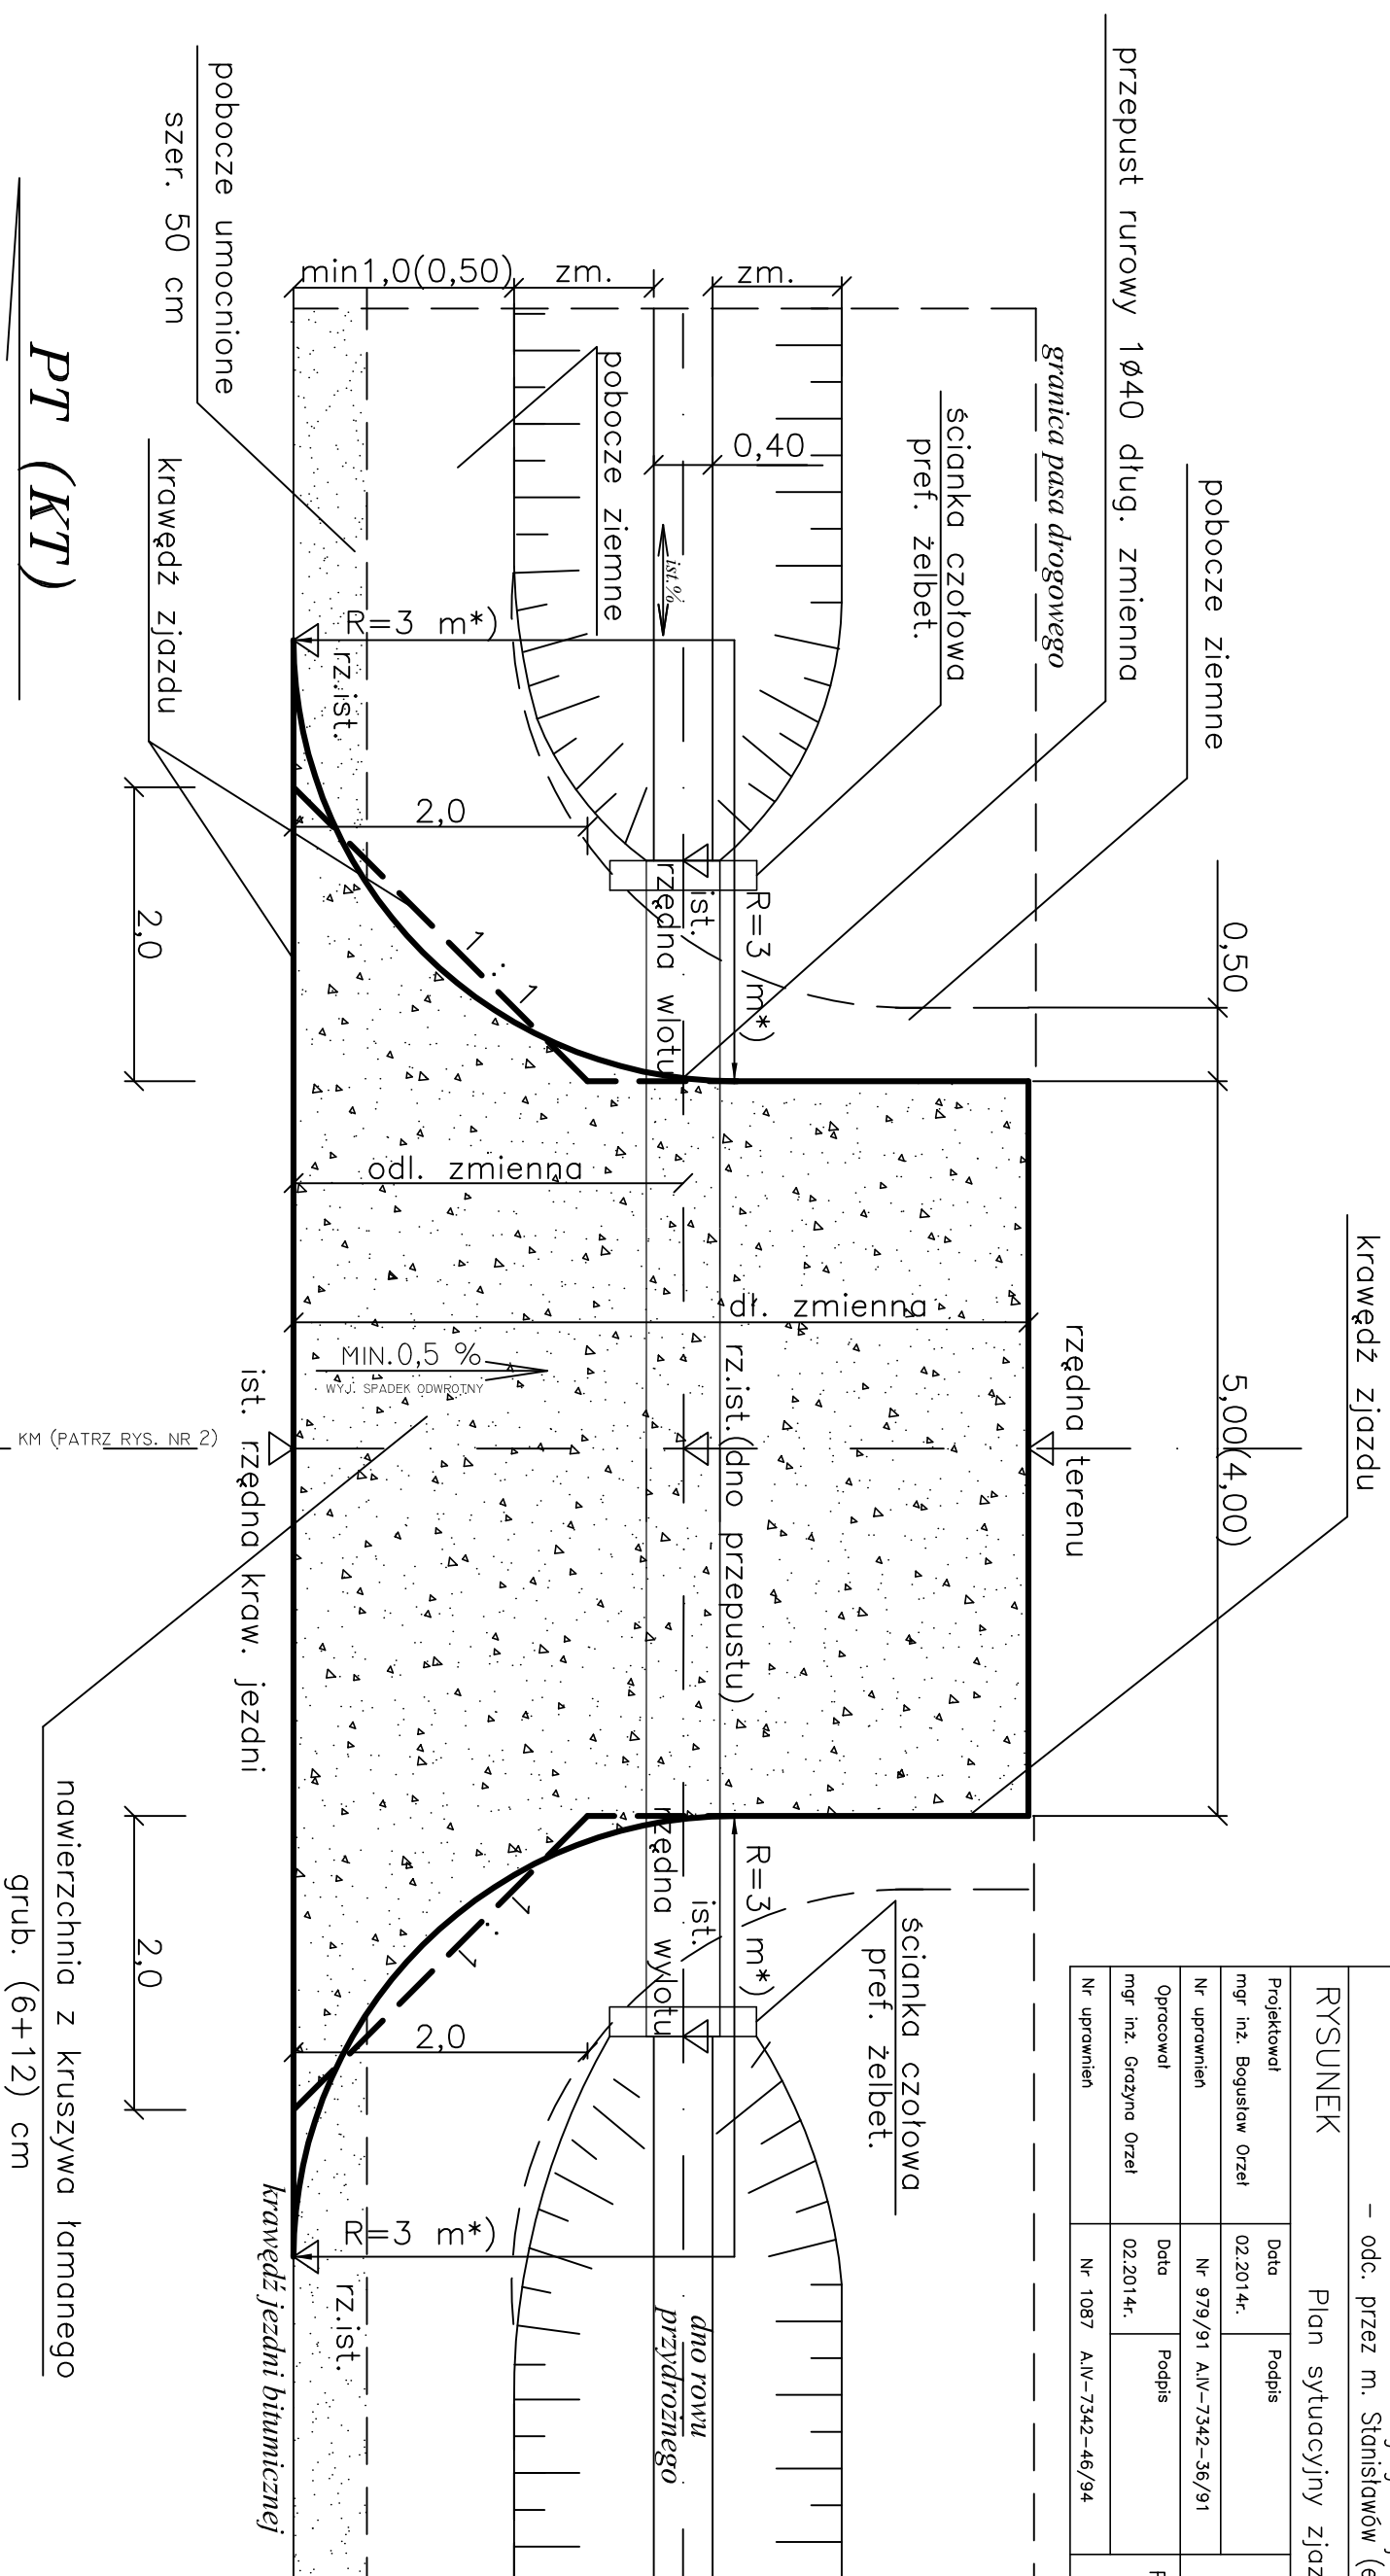 – odc. przez m. Stanisławów (e
RYSUNEK
Plan sytuacyjny zjaz
Projektował
Data
Podpis
mgr inż. Bogusław Orzeł
02.2014r.
Nr uprawnień
Nr 979/91 A.IV–7342–36/91
Opracował
Data
Podpis
mgr inż. Grażyna Orzeł
02.2014r.
Nr uprawnień
Nr 1087 A.IV–7342–46/94
krawędź zjazdu
pobocze ziemne
0,50
5,00(4,00)
przepust rurowy 1ø40 dług. zmienna
rzędna terenu
granica pasa drogowego
ścianka czołowa
pref. żelbet.
ścianka czołowa
pref. żelbet.
zm.
zm.
min1,0(0,50)
0,40
R=3 m*)
R=3 m*)
dł. zmienna
rz.ist.(dno przepustu)
ist.
rzędna wlotu
ist.
rzędna wylotu
dno rowu
przydrożnego
ist.%
pobocze ziemne
odl. zmienna
2,0
2,0
1 : 1
1 : 1
MIN.0,5 %
WYJ. SPADEK ODWROTNY
R=3 m*)
rz.ist.
R=3 m*)
rz.ist.
krawędź jezdni bitumicznej
ist. rzędna kraw. jezdni
KM (PATRZ RYS. NR 2)
pobocze umocnione
szer. 50 cm
krawędź zjazdu
2,0
2,0
nawierzchnia z kruszywa łamanego
grub. (6+12) cm
PT (KT)